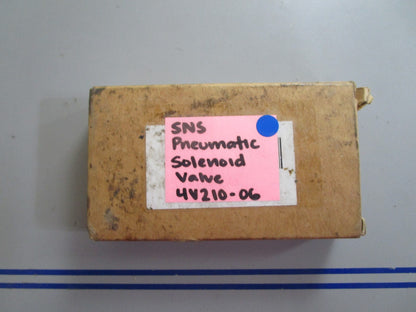 SNS
Pneumatic
Solenoid
Valve
4V210-06